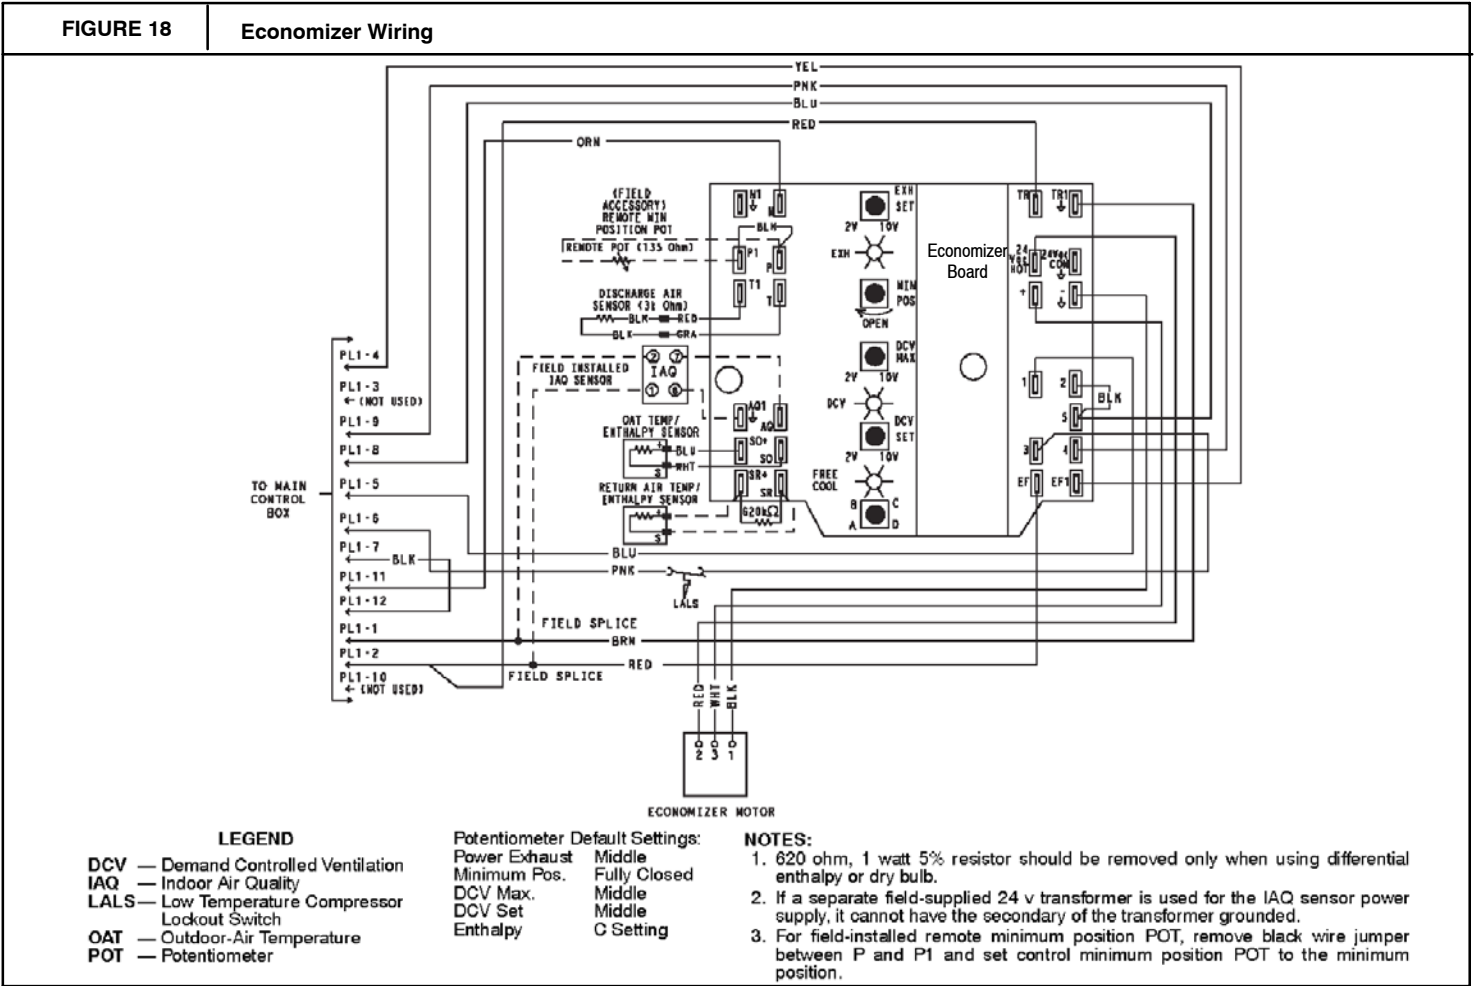 FIGURE 18
Economizer Wiring
YEL
PNK
BLU
RED
ORN
(FIELD
ACCESSORY)
REMOTE MIN
POSITION POT
REMOTE POT (135 Ohm)
DISCHARGE AIR
SENSOR (3k Ohm)
BLK RED
BLK GRA
N1
N
BLK
P1
P
T1
T
EXH
SET
2V 10V
EXH
MIN
POS
OPEN
DCV
MAX
2V 10V
DCV
DCV
SET
2V 10V
FREE
COOL
B C
A D
Economizer
Board
TR TR1
24
Vac
HOT
24Vac
COM
+ -
1 2
BLK
5
3 4
EF EF1
FIELD INSTALLED
IAQ SENSOR
2 7
IAQ
1 6
AQ1
AQ
OAT TEMP/
ENTHALPY SENSOR
+ BLU
WHT
S
SO+
SO
RETURN AIR TEMP/
ENTHALPY SENSOR
+
S
SR+
SR
620kΩ
TO MAIN
CONTROL
BOX
PL1-4
PL1-3
(NOT USED)
PL1-9
PL1-8
PL1-5
PL1-6
PL1-7
BLK
PL1-11
PL1-12
PL1-1
PL1-2
PL1-10
(NOT USED)
BLU
PNK
LALS
FIELD SPLICE
BRN
RED
FIELD SPLICE
RED
WHT
BLK
2 3 1
ECONOMIZER MOTOR
LEGEND
DCV — Demand Controlled Ventilation
IAQ — Indoor Air Quality
LALS— Low Temperature Compressor
Lockout Switch
OAT — Outdoor-Air Temperature
POT — Potentiometer
Potentiometer Default Settings:
Power Exhaust Middle
Minimum Pos. Fully Closed
DCV Max. Middle
DCV Set Middle
Enthalpy C Setting
NOTES:
1. 620 ohm, 1 watt 5% resistor should be removed only when using differential
enthalpy or dry bulb.
2. If a separate field-supplied 24 v transformer is used for the IAQ sensor power
supply, it cannot have the secondary of the transformer grounded.
3. For field-installed remote minimum position POT, remove black wire jumper
between P and P1 and set control minimum position POT to the minimum
position.